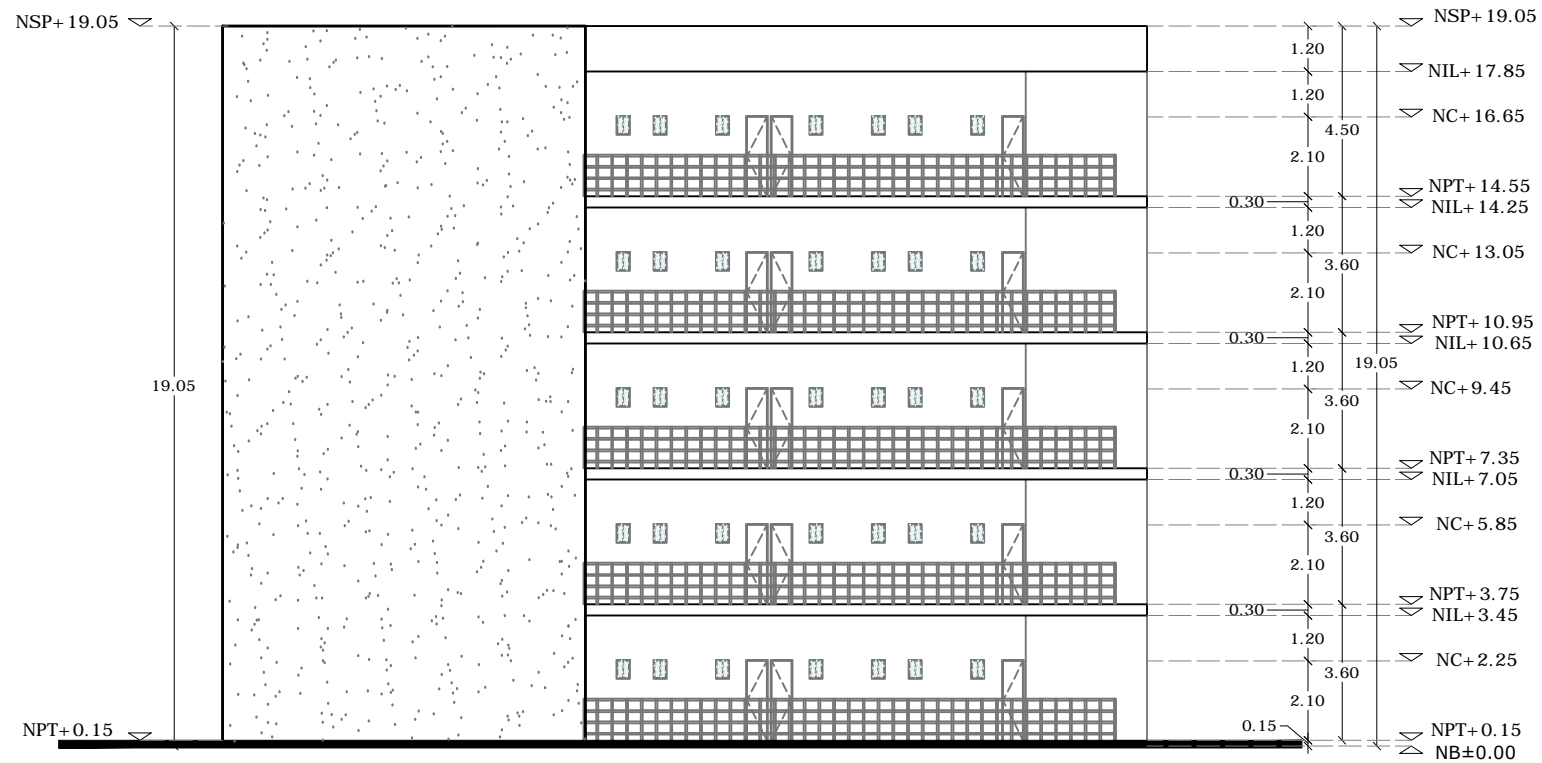 NSP+19.05
NSP+19.05
1.20
NIL+17.85
1.20
NC+16.65
4.50
2.10
NPT+14.55
0.30
NIL+14.25
1.20
NC+13.05
3.60
2.10
NPT+10.95
0.30
NIL+10.65
1.20
19.05
19.05
NC+9.45
3.60
2.10
NPT+7.35
0.30
NIL+7.05
1.20
NC+5.85
3.60
2.10
NPT+3.75
0.30
NIL+3.45
1.20
NC+2.25
3.60
2.10
NPT+0.15
0.15
NPT+0.15
NB±0.00